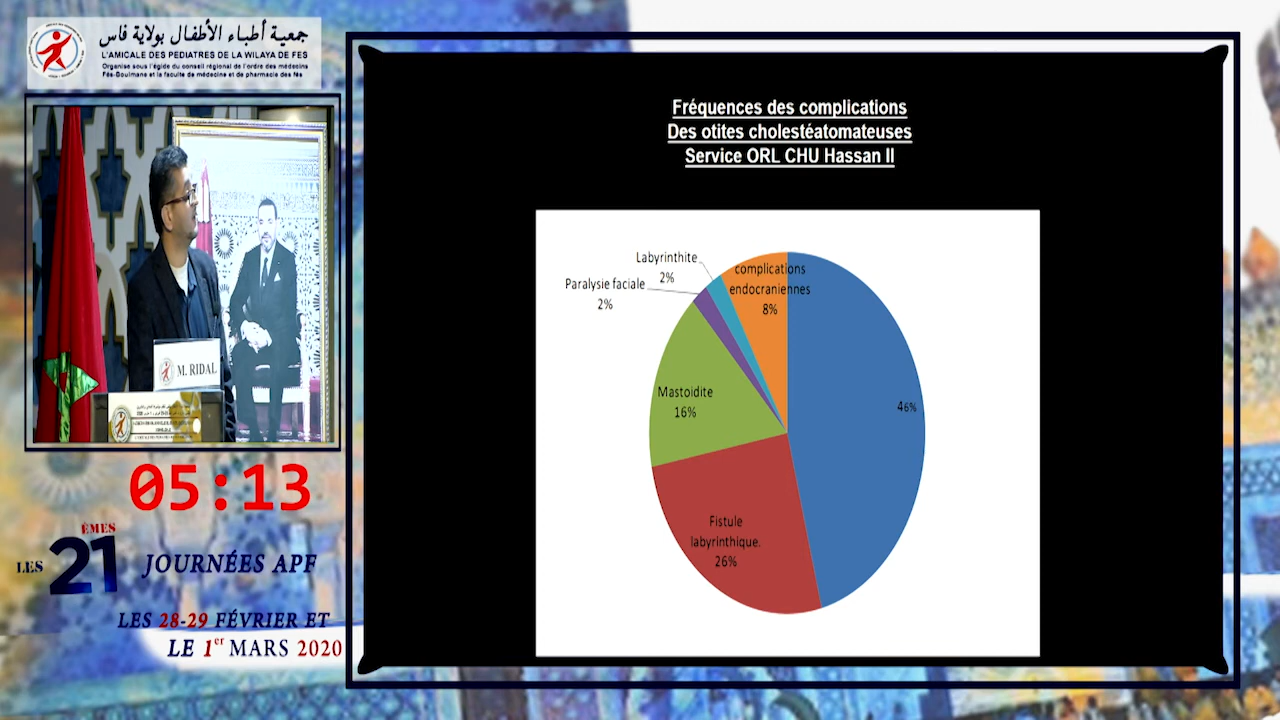 جمعية أطباء الأطفال بولاية فاس
L'AMICALE DES PEDIATRES DE LA WILAYA DE FES
Organise sous l'égide du conseil régional de l'ordre des médecins
Fès-Boulmane et la faculte de médecine et de pharmacie des fès
M. RIDAL
05:13
LES 21 ÈMES JOURNÉES APF
LES 28-29 FÉVRIER ET
LE 1er MARS 2020
Fréquences des complications
Des otites cholestéatomateuses
Service ORL CHU Hassan II
Labyrinthite
2%
Paralysie faciale
2%
complications
endocraniennes
8%
Mastoidite
16%
46%
Fistule
labyrinthique.
26%